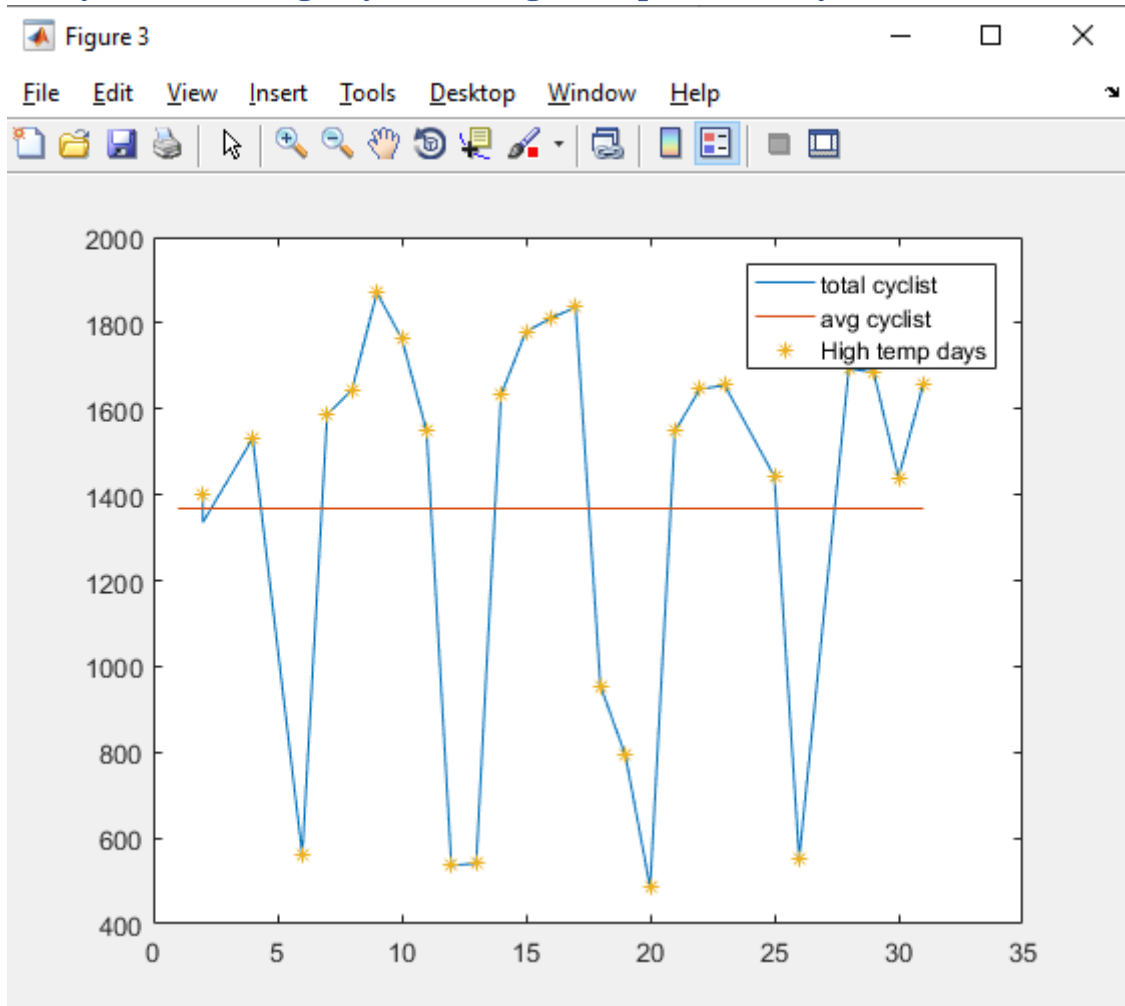 Figure 3
File Edit View Insert Tools Desktop Window Help
2000
1800
1600
1400
1200
1000
800
600
400
0 5 10 15 20 25 30 35
total cyclist
avg cyclist
High temp days